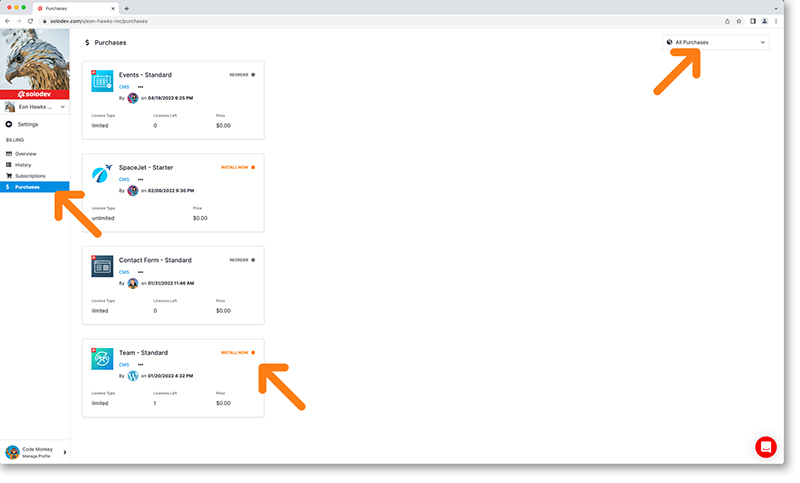 Purchases
solodev.com/o/eon-hawks-inc/purchases
solodev
Eon Hawks ...
Settings
BILLING
Overview
History
Subscriptions
Purchases
$ Purchases
All Purchases
Events - Standard
REORDER
CMS
By on 04/19/2022 6:25 PM
Licence Type Licences Left Price
limited 0 $0.00
SpaceJet - Starter
INSTALL NOW
CMS
By on 02/08/2022 9:30 PM
Licence Type Price
unlimited $0.00
Contact Form - Standard
REORDER
CMS
By on 01/31/2022 11:46 AM
Licence Type Licences Left Price
limited 0 $0.00
Team - Standard
INSTALL NOW
CMS
By on 01/20/2022 4:32 PM
Licence Type Licences Left Price
limited 1 $0.00
Code Monkey
Manage Profile